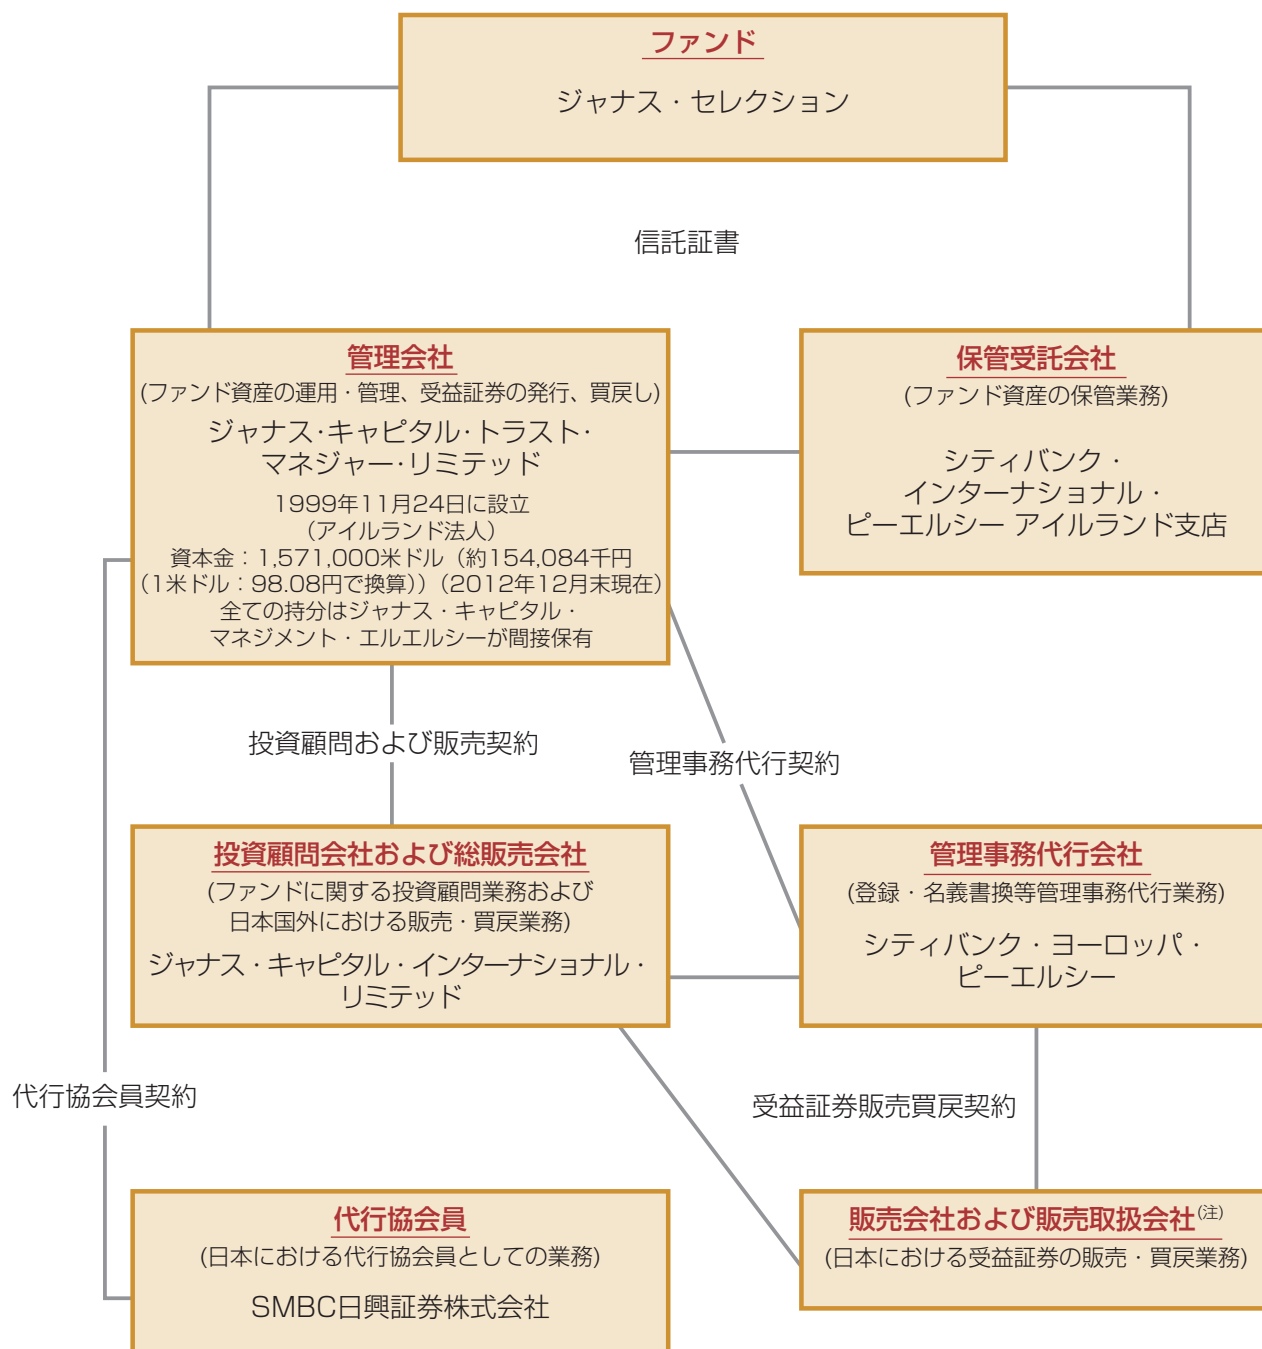 ファンド
ジャナス・セレクション
信託証書
管理会社
(ファンド資産の運用・管理、受益証券の発行、買戻し)
ジャナス・キャピタル・トラスト・
マネジャー・リミテッド
1999年11月24日に設立
（アイルランド法人）
資本金：1,571,000米ドル（約154,084千円
（1米ドル：98.08円で換算））（2012年12月末現在）
全ての持分はジャナス・キャピタル・
マネジメント・エルエルシーが間接保有
保管受託会社
(ファンド資産の保管業務)
シティバンク・
インターナショナル・
ピーエルシー アイルランド支店
投資顧問および販売契約
管理事務代行契約
投資顧問会社および総販売会社
(ファンドに関する投資顧問業務および
日本国外における販売・買戻業務)
ジャナス・キャピタル・インターナショナル・
リミテッド
管理事務代行会社
(登録・名義書換等管理事務代行業務)
シティバンク・ヨーロッパ・
ピーエルシー
代行協会員契約
受益証券販売買戻契約
代行協会員
(日本における代行協会員としての業務)
SMBC日興証券株式会社
販売会社および販売取扱会社(注)
(日本における受益証券の販売・買戻業務)